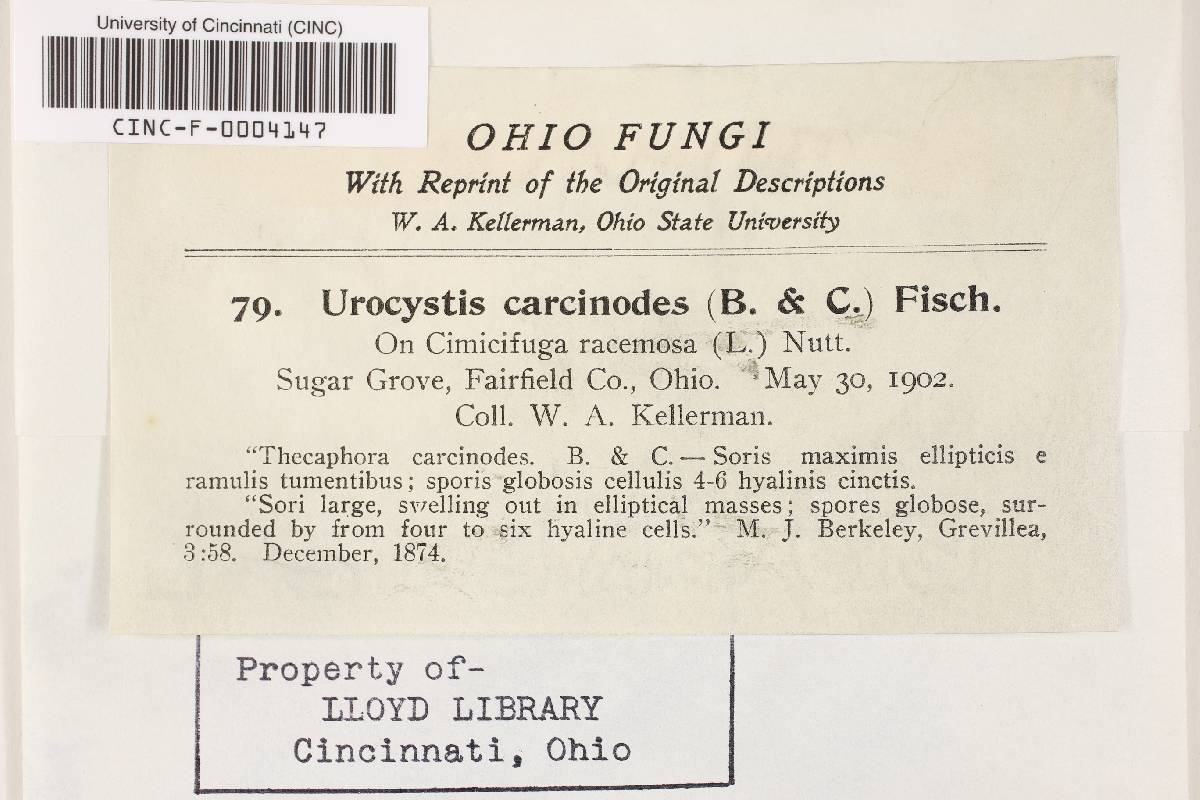 University of Cincinnati (CINC)
CINC-F-0004147
OHIO FUNGI
With Reprint of the Original Descriptions
W. A. Kellerman, Ohio State University
79. Urocystis carcinodes (B. & C.) Fisch.
On Cimicifuga racemosa (L.) Nutt.
Sugar Grove, Fairfield Co., Ohio. May 30, 1902.
Coll. W. A. Kellerman.
"Thecaphora carcinodes. B. & C.—Soris maximis ellipticis e
ramulis tumentibus; sporis globosis cellulis 4-6 hyalinis cinctis.
"Sori large, swelling out in elliptical masses; spores globose, sur-
rounded by from four to six hyaline cells." M. J. Berkeley, Grevillea,
3:58. December, 1874.
Property of-
LLOYD LIBRARY
Cincinnati, Ohio